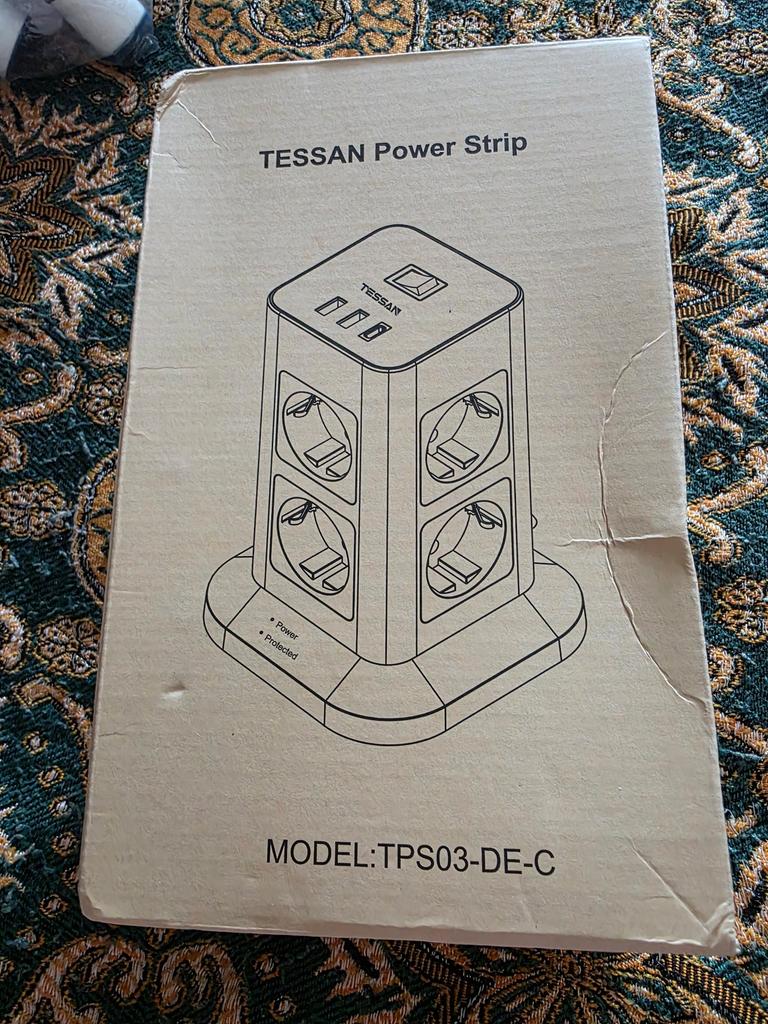 TESSAN Power Strip
TESSAN
• Power
• Protected
MODEL:TPS03-DE-C